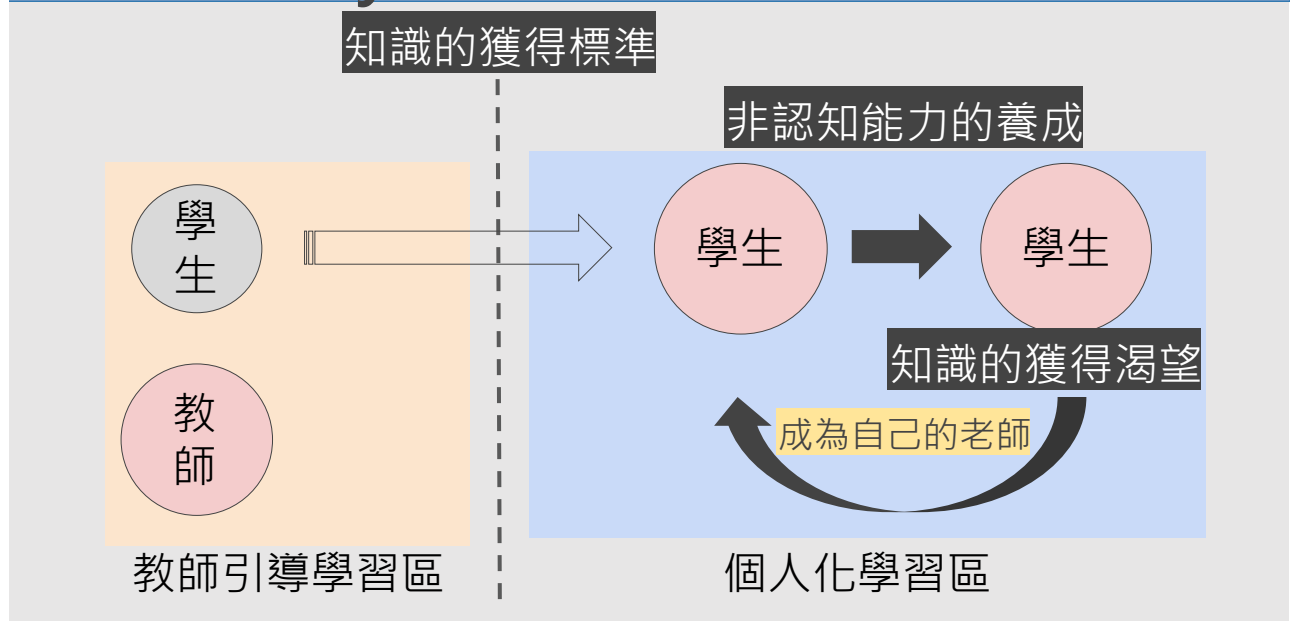 知識的獲得標準
非認知能力的養成
學
生
學生
學生
知識的獲得渴望
教
師
成為自己的老師
教師引導學習區
個人化學習區